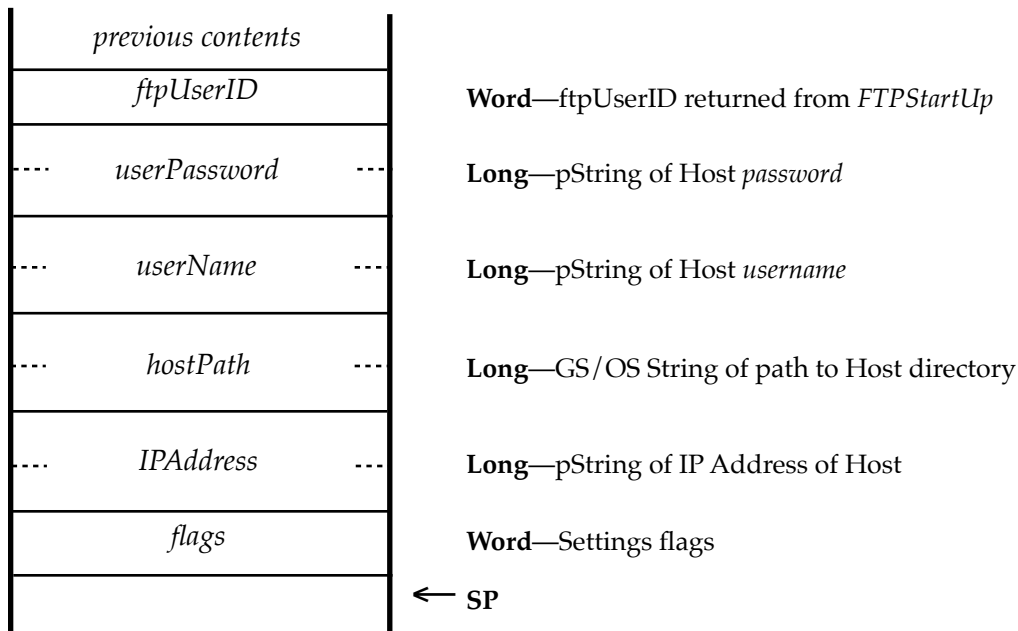 previous contents
ftpUserID
Word—ftpUserID returned from FTPStartUp
userPassword
Long—pString of Host password
userName
Long—pString of Host username
hostPath
Long—GS/OS String of path to Host directory
IPAddress
Long—pString of IP Address of Host
flags
Word—Settings flags
SP